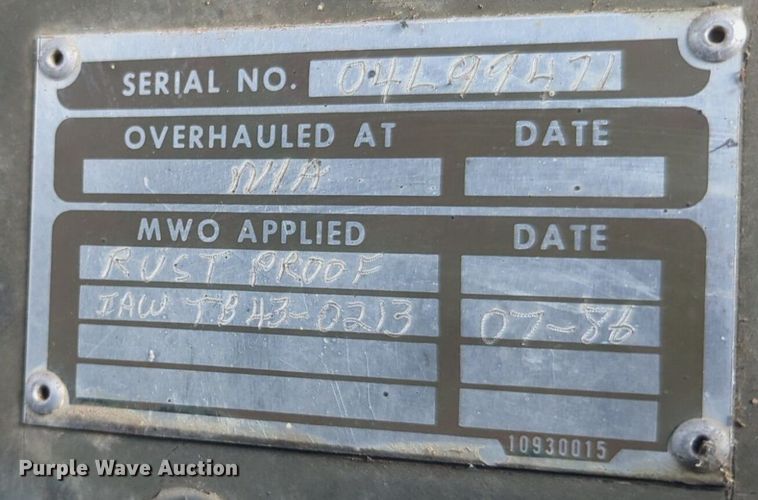 SERIAL NO. 04L99471
OVERHAULED AT DATE
N/A
MWO APPLIED DATE
RUST PROOF
IAW TB43-0213 07-86
10930015
Purple Wave Auction